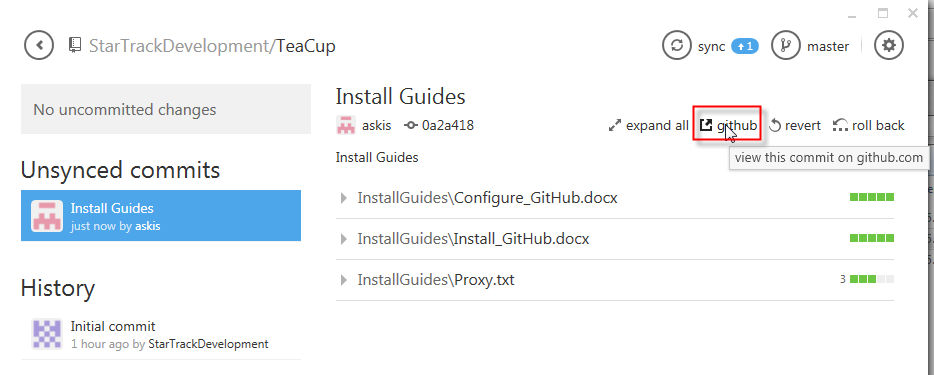 StarTrackDevelopment/TeaCup
sync +1 master
No uncommitted changes
Unsynced commits
Install Guides
just now by askis
History
Initial commit
1 hour ago by StarTrackDevelopment
Install Guides
askis 0a2a418
expand all github revert roll back
view this commit on github.com
Install Guides
InstallGuides\Configure_GitHub.docx
InstallGuides\Install_GitHub.docx
InstallGuides\Proxy.txt 3